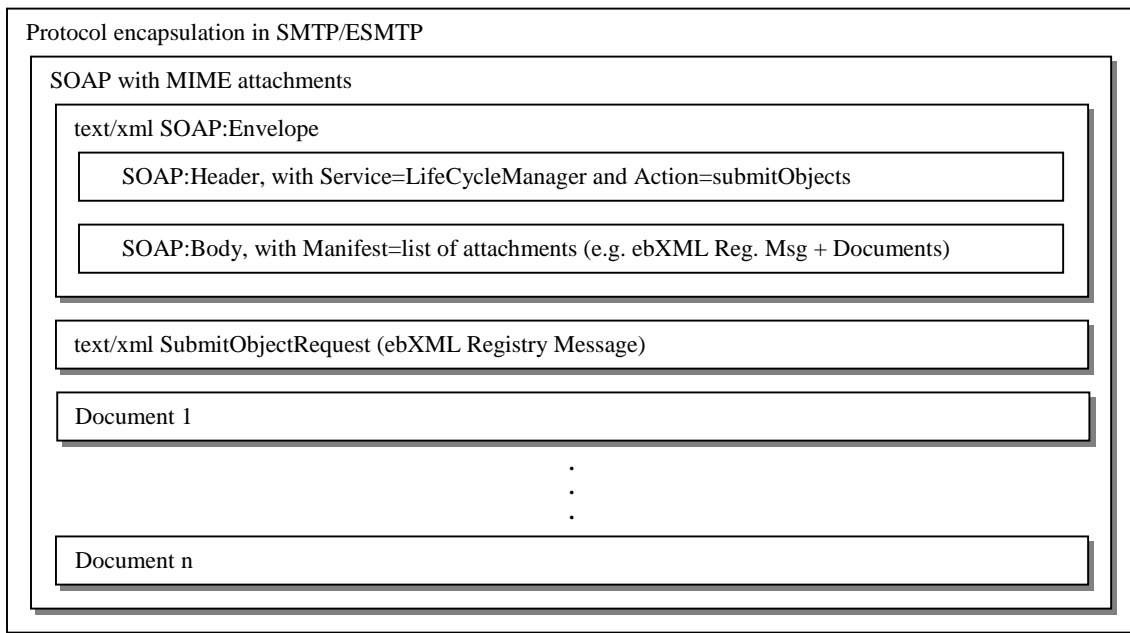 Protocol encapsulation in SMTP/ESMTP
SOAP with MIME attachments
text/xml SOAP:Envelope
SOAP:Header, with Service=LifeCycleManager and Action=submitObjects
SOAP:Body, with Manifest=list of attachments (e.g. ebXML Reg. Msg + Documents)
text/xml SubmitObjectRequest (ebXML Registry Message)
Document 1
.
.
.
Document n